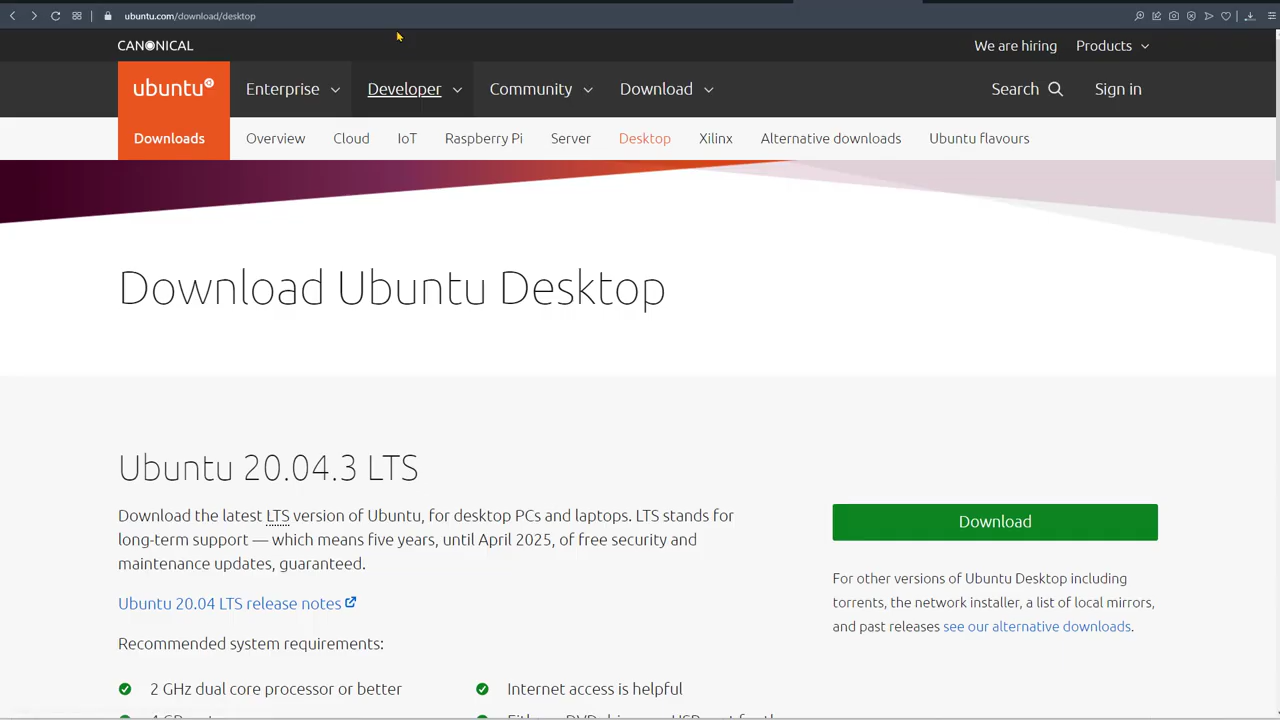 ubuntu.com/download/desktop
CANONICAL
We are hiring
Products
ubuntu
Enterprise
Developer
Community
Download
Search
Sign in
Downloads
Overview
Cloud
IoT
Raspberry Pi
Server
Desktop
Xilinx
Alternative downloads
Ubuntu flavours
Download Ubuntu Desktop
Ubuntu 20.04.3 LTS
Download the latest LTS version of Ubuntu, for desktop PCs and laptops. LTS stands for
long-term support — which means five years, until April 2025, of free security and
maintenance updates, guaranteed.
Ubuntu 20.04 LTS release notes
Recommended system requirements:
2 GHz dual core processor or better
Internet access is helpful
Download
For other versions of Ubuntu Desktop including
torrents, the network installer, a list of local mirrors,
and past releases see our alternative downloads.